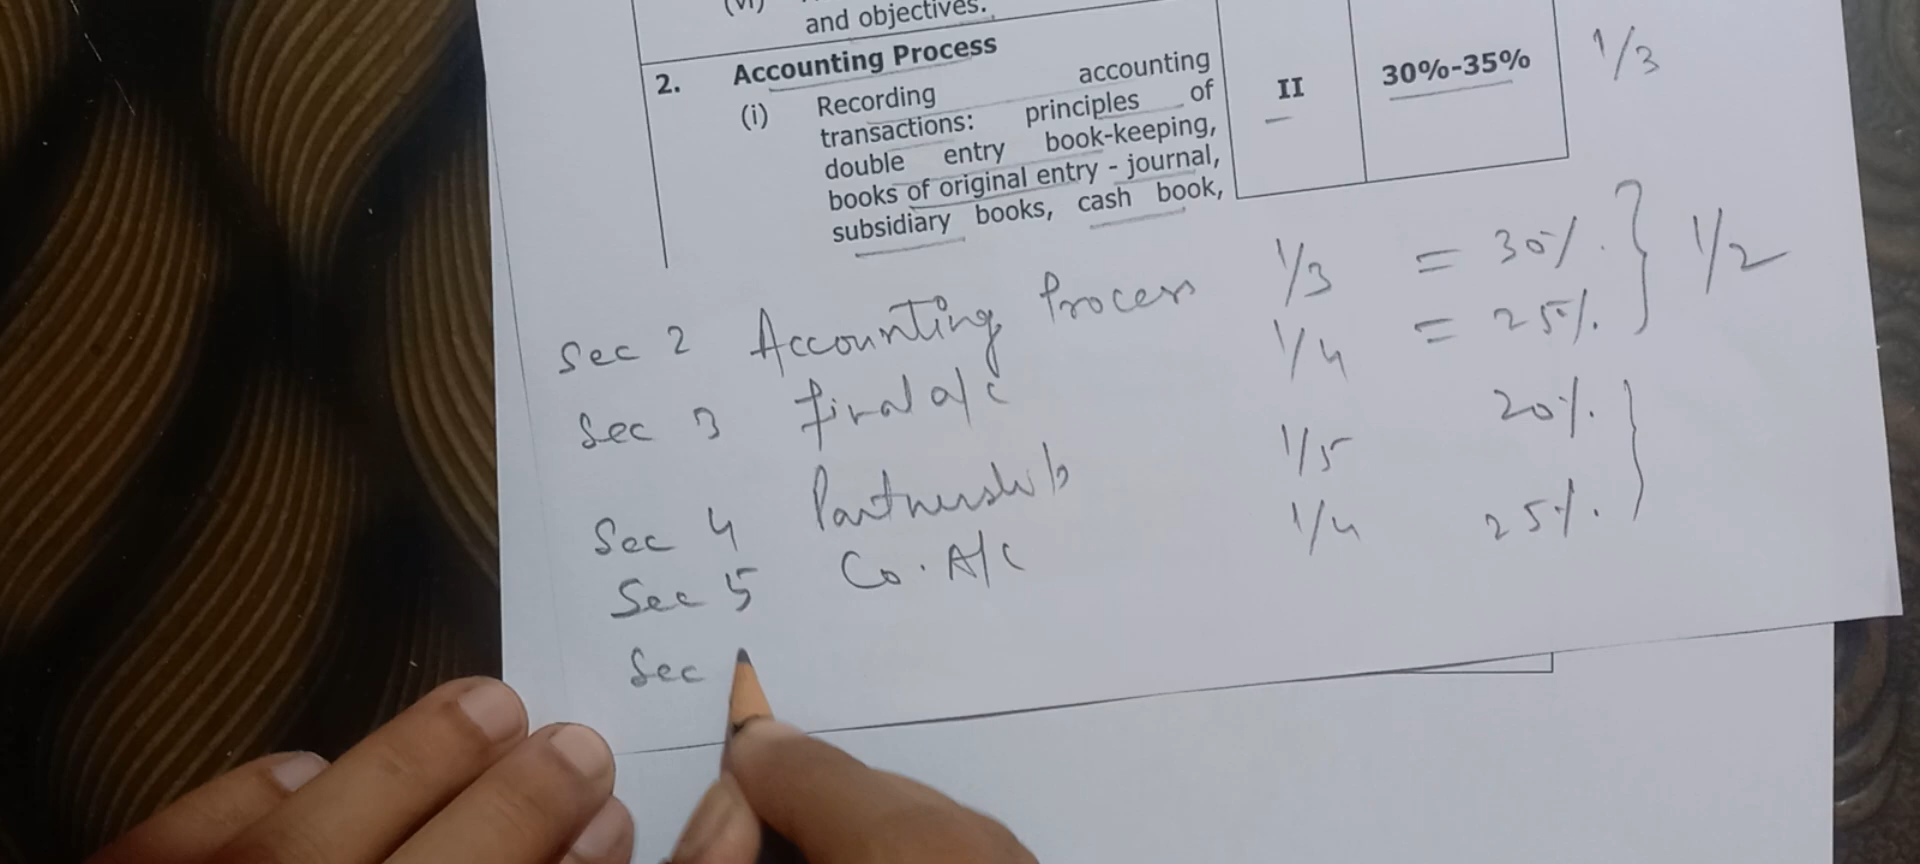 (vi)
and objectives.
2. Accounting Process
(i) Recording accounting
transactions: principles of
double entry book-keeping,
books of original entry - journal,
subsidiary books, cash book,
II
30%-35%
1/3
Sec 2 Accounting Process 1/3 = 30%.
Sec 3 final a/c 1/4 = 25%.
1/2
Sec 4 Partnership 1/5 20%.
Sec 5 Co. A/c 1/4 25%.
Sec